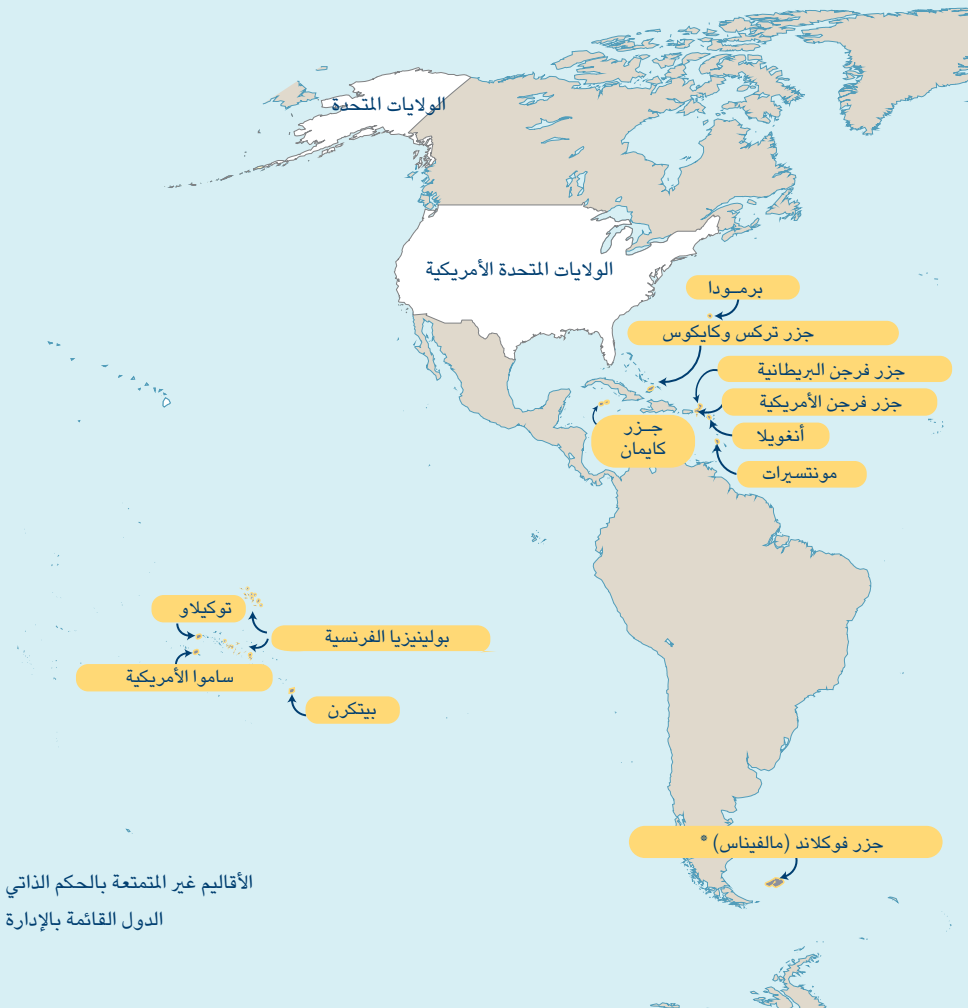 الولايات المتحدة
الولايات المتحدة الأمريكية
برمـودا
جزر تركس وكايكوس
جزر فرجن البريطانية
جزر فرجن الأمريكية
جـزر
كايمان
أنغويلا
مونتسيرات
توكيلاو
بولينيزيا الفرنسية
ساموا الأمريكية
بيتكرن
جزر فوكلاند (مالفيناس) *
الأقاليم غير المتمتعة بالحكم الذاتي
الدول القائمة بالإدارة